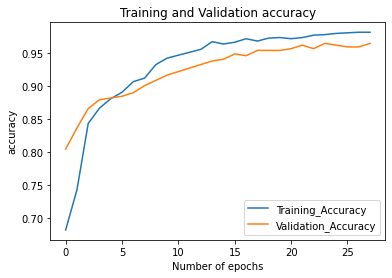 Training and Validation accuracy
accuracy
0.95
0.90
0.85
0.80
0.75
0.70
Training_Accuracy
Validation_Accuracy
0 5 10 15 20 25
Number of epochs